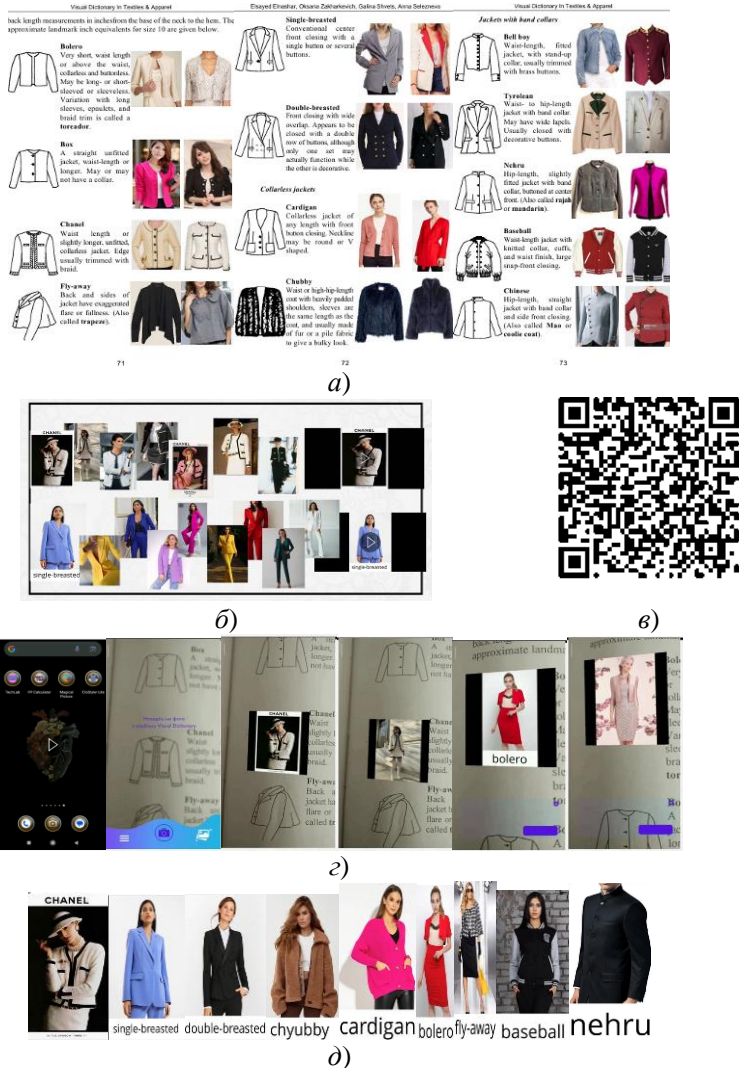 Visual Dictionary In Textiles & Apparel
back length measurements in inchesfrom the base of the neck to the hem. The
approximate landmark inch equivalents for size 10 are given below.
Bolero
Very short, waist length
or above the waist,
collarless and buttonless.
May be long- or short-
sleeved or sleeveless.
Variation with long
sleeves, epaulets, and
braid trim is called a
toreador.
Box
A straight unfitted
jacket, waist-length or
longer. May or may
not have a collar.
Chanel
Waist length or
slightly longer, unfitted,
collarless jacket. Edge
usually trimmed with
braid.
Fly-away
Back and sides of
jacket have exaggerated
flare or fullness. (Also
called trapeze).
71
Elsayed Elnashar, Oksana Zakharkevich, Galina Shvets, Anna Selezneva
Single-breasted
Conventional center
front closing with a
single button or several
buttons.
Double-breasted
Front closing with wide
overlap. Appears to be
closed with a double
row of buttons, although
only one set may
actually function while
the other is decorative.
Collarless jackets
Cardigan
Collarless jacket of
any length with front
button closing. Neckline
may be round or V
shaped.
Chubby
Waist or high-hip-length
coat with heavily padded
shoulders, sleeves are
the same length as the
coat, and usually made
of fur or a pile fabric
to give a bulky look.
72
Visual Dictionary In Textiles & Apparel
Jackets with band collars
Bell boy
Waist-length, fitted
jacket, with stand-up
collar, usually trimmed
with brass buttons.
Tyrolean
Waist- to hip-length
jacket with band collar.
May have wide lapels.
Usually closed with
decorative buttons.
Nehru
Hip-length, slightly
fitted jacket with band
collar, buttoned at center
front. (Also called rajah
or mandarin).
Baseball
Waist-length jacket with
knitted collar, cuffs,
and waist finish, large
snap-front closing.
Chinese
Hip-length, straight
jacket with band collar
and side front closing.
(Also called Mao or
coolie coat).
73
а)
CHANEL
CHANEL
single-breasted
single-breasted
б)
в)
Box
Chanel
Fly-away
CHANEL
Chanel
Waist
slightly
braid.
Fly-aw
Back a
flare or
called tr
approximate landma
bolero
г)
CHANEL
single-breasted
double-breasted
chyubby
cardigan
bolero
fly-away
baseball
nehru
д)